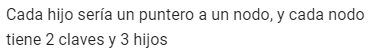 Cada hijo sería un puntero a un nodo, y cada nodo
tiene 2 claves y 3 hijos